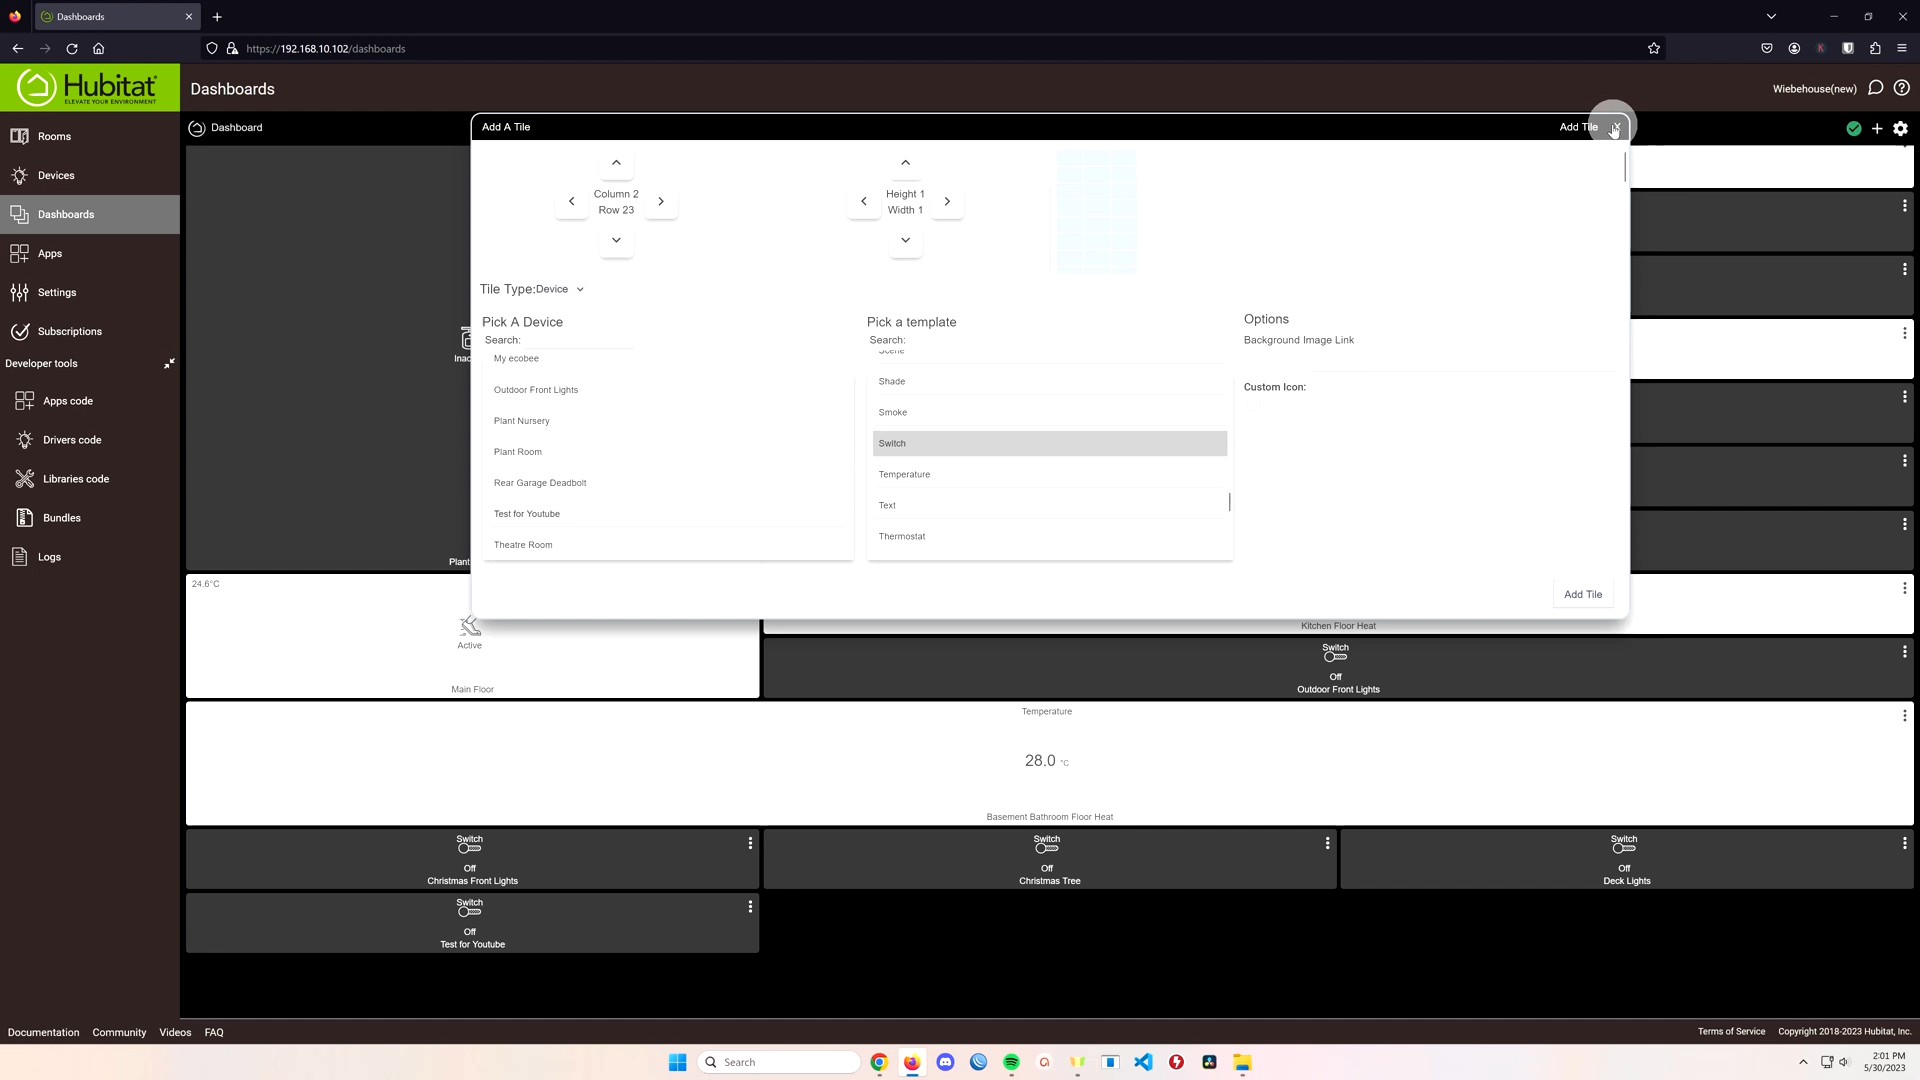 Dashboards
https://192.168.10.102/dashboards
Hubitat
ELEVATE YOUR ENVIRONMENT
Dashboards
Wiebehouse(new)
Rooms
Devices
Dashboards
Apps
Settings
Subscriptions
Developer tools
Apps code
Drivers code
Libraries code
Bundles
Logs
Dashboard
Add A Tile
Add Tile
Column 2
Row 23
Height 1
Width 1
Tile Type:Device
Pick A Device
Search:
My ecobee
Outdoor Front Lights
Plant Nursery
Plant Room
Rear Garage Deadbolt
Test for Youtube
Theatre Room
Pick a template
Search:
Scene
Shade
Smoke
Switch
Temperature
Text
Thermostat
Options
Background Image Link
Custom Icon:
Add Tile
Inac
Plant
24.6°C
Active
Main Floor
Kitchen Floor Heat
Switch
Off
Outdoor Front Lights
Temperature
28.0 °C
Basement Bathroom Floor Heat
Switch
Off
Christmas Front Lights
Switch
Off
Christmas Tree
Switch
Off
Deck Lights
Switch
Off
Test for Youtube
Documentation Community Videos FAQ
Terms of Service Copyright 2018-2023 Hubitat, Inc.
Search
2:01 PM
5/30/2023